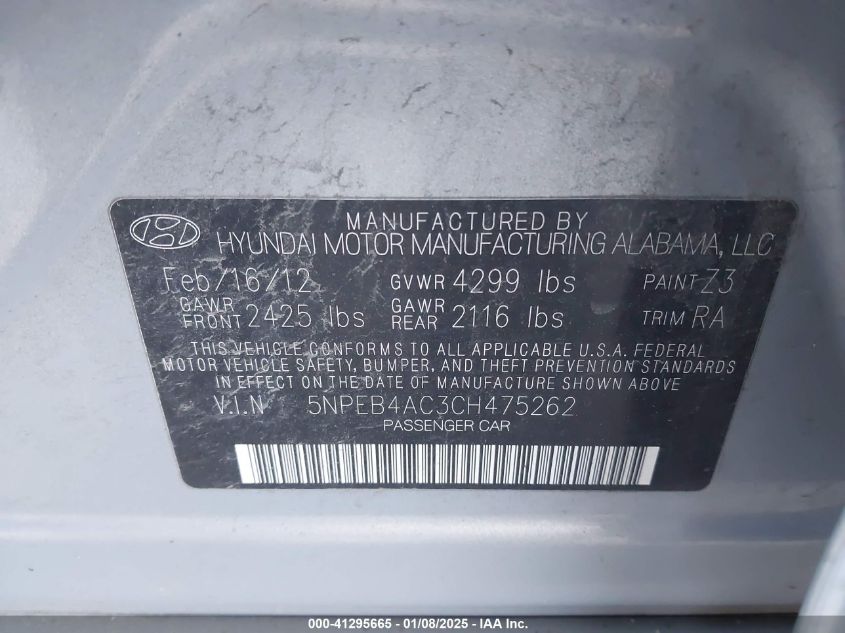 MANUFACTURED BY
HYUNDAI MOTOR MANUFACTURING ALABAMA, LLC
Feb/16/12 GVWR 4299 lbs PAINT Z3
GAWR FRONT 2425 lbs GAWR REAR 2116 lbs TRIM RA
THIS VEHICLE CONFORMS TO ALL APPLICABLE U.S.A. FEDERAL
MOTOR VEHICLE SAFETY, BUMPER, AND THEFT PREVENTION STANDARDS
IN EFFECT ON THE DATE OF MANUFACTURE SHOWN ABOVE
V.I.N 5NPEB4AC3CH475262
PASSENGER CAR
000-41295665 - 01/08/2025 - IAA Inc.